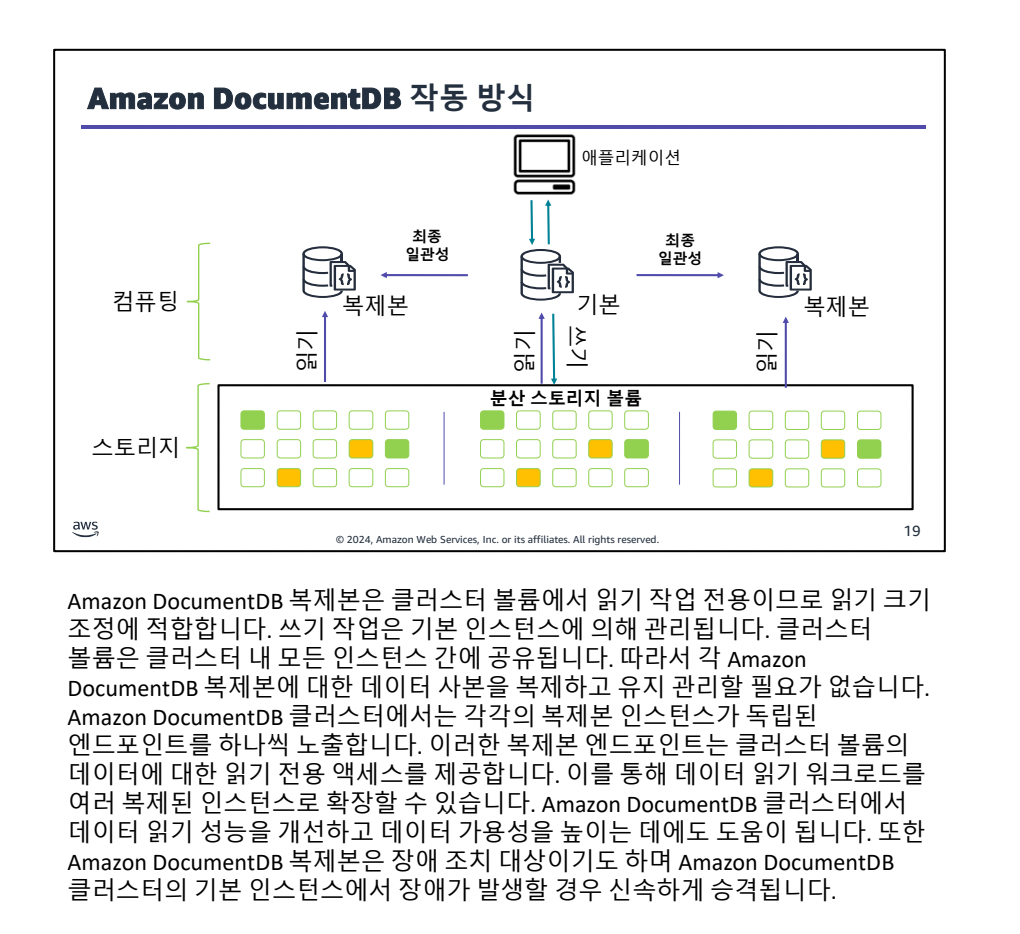 Amazon DocumentDB 작동 방식
애플리케이션
최종
일관성
최종
일관성
컴퓨팅
복제본
기본
복제본
읽기
읽기
쓰기
읽기
분산 스토리지 볼륨
스토리지
aws
© 2024, Amazon Web Services, Inc. or its affiliates. All rights reserved.
19
Amazon DocumentDB 복제본은 클러스터 볼륨에서 읽기 작업 전용이므로 읽기 크기
조정에 적합합니다. 쓰기 작업은 기본 인스턴스에 의해 관리됩니다. 클러스터
볼륨은 클러스터 내 모든 인스턴스 간에 공유됩니다. 따라서 각 Amazon
DocumentDB 복제본에 대한 데이터 사본을 복제하고 유지 관리할 필요가 없습니다.
Amazon DocumentDB 클러스터에서는 각각의 복제본 인스턴스가 독립된
엔드포인트를 하나씩 노출합니다. 이러한 복제본 엔드포인트는 클러스터 볼륨의
데이터에 대한 읽기 전용 액세스를 제공합니다. 이를 통해 데이터 읽기 워크로드를
여러 복제된 인스턴스로 확장할 수 있습니다. Amazon DocumentDB 클러스터에서
데이터 읽기 성능을 개선하고 데이터 가용성을 높이는 데에도 도움이 됩니다. 또한
Amazon DocumentDB 복제본은 장애 조치 대상이기도 하며 Amazon DocumentDB
클러스터의 기본 인스턴스에서 장애가 발생할 경우 신속하게 승격됩니다.